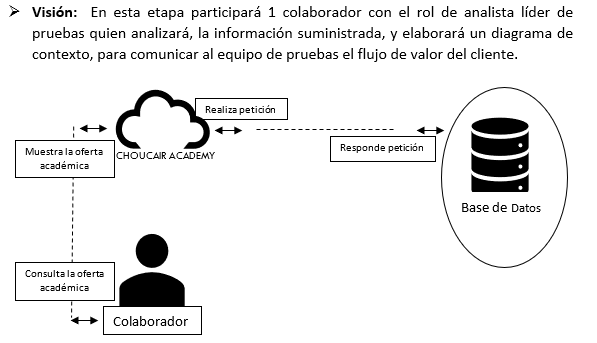 ➢ Visión: En esta etapa participará 1 colaborador con el rol de analista líder de
pruebas quien analizará, la información suministrada, y elaborará un diagrama de
contexto, para comunicar al equipo de pruebas el flujo de valor del cliente.
Realiza petición
CHOUCAIR ACADEMY
Responde petición
Muestra la oferta
académica
Base de Datos
Consulta la oferta
académica
Colaborador